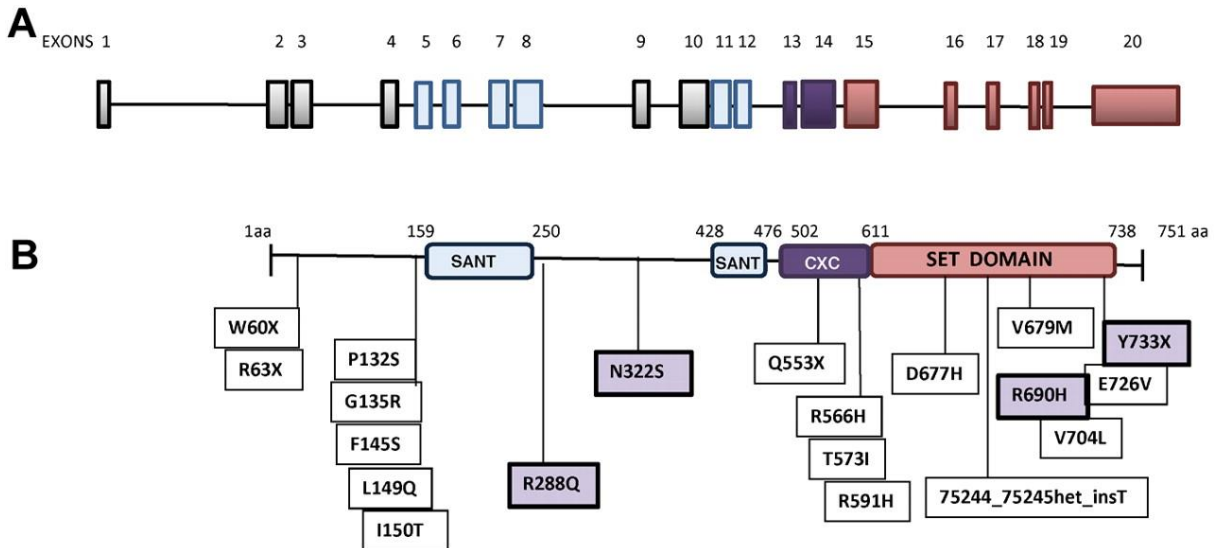 A
EXONS 1 2 3 4 5 6 7 8 9 10 11 12 13 14 15 16 17 18 19 20
B
1aa 159 250 428 476 502 611 738 751 aa
SANT SANT CXC SET DOMAIN
W60X
R63X
P132S
G135R
F145S
L149Q
I150T
R288Q
N322S
Q553X
R566H
T573I
R591H
D677H
75244_75245het_insT
V679M
R690H
V704L
E726V
Y733X